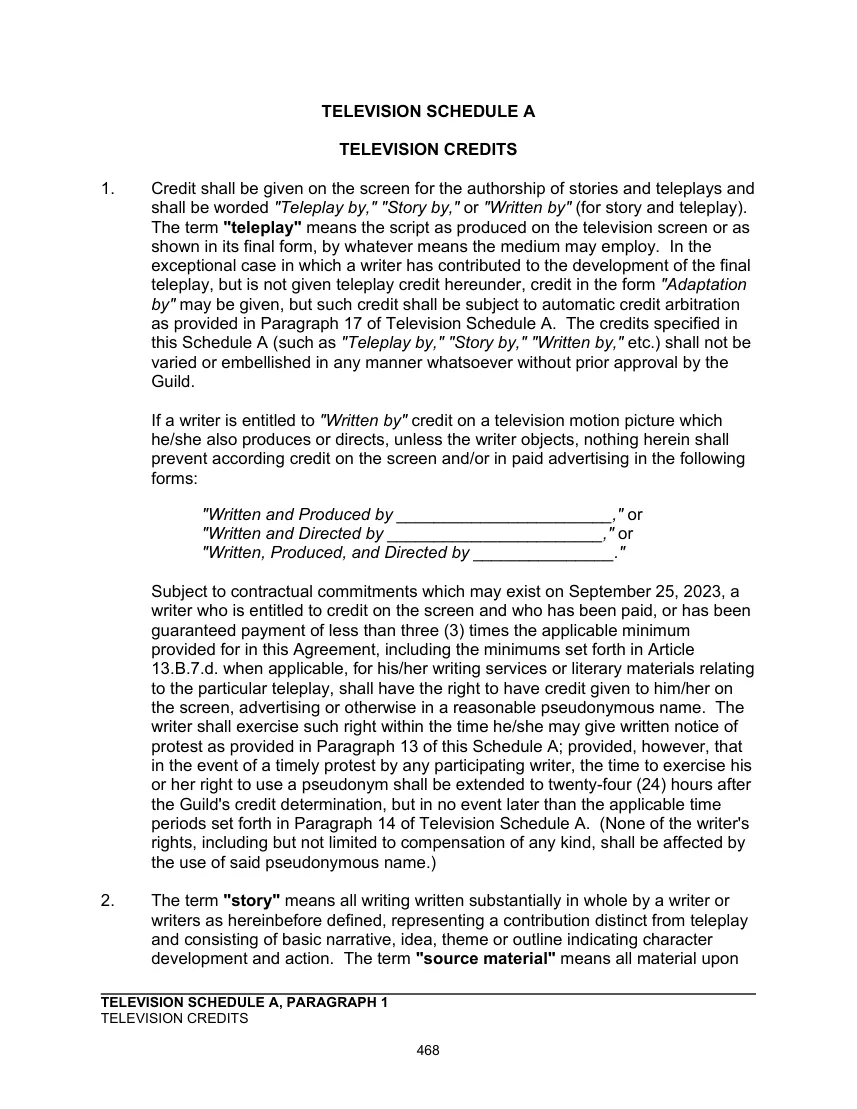 TELEVISION SCHEDULE A
TELEVISION CREDITS
1. Credit shall be given on the screen for the authorship of stories and teleplays and
shall be worded "Teleplay by," "Story by," or "Written by" (for story and teleplay).
The term "teleplay" means the script as produced on the television screen or as
shown in its final form, by whatever means the medium may employ.  In the
exceptional case in which a writer has contributed to the development of the final
teleplay, but is not given teleplay credit hereunder, credit in the form "Adaptation
by" may be given, but such credit shall be subject to automatic credit arbitration
as provided in Paragraph 17 of Television Schedule A.  The credits specified in
this Schedule A (such as "Teleplay by," "Story by," "Written by," etc.) shall not be
varied or embellished in any manner whatsoever without prior approval by the
Guild.
If a writer is entitled to "Written by" credit on a television motion picture which
he/she also produces or directs, unless the writer objects, nothing herein shall
prevent according credit on the screen and/or in paid advertising in the following
forms:
"Written and Produced by _______________________," or
"Written and Directed by _______________________," or
"Written, Produced, and Directed by _______________."
Subject to contractual commitments which may exist on September 25, 2023, a
writer who is entitled to credit on the screen and who has been paid, or has been
guaranteed payment of less than three (3) times the applicable minimum
provided for in this Agreement, including the minimums set forth in Article
13.B.7.d. when applicable, for his/her writing services or literary materials relating
to the particular teleplay, shall have the right to have credit given to him/her on
the screen, advertising or otherwise in a reasonable pseudonymous name.  The
writer shall exercise such right within the time he/she may give written notice of
protest as provided in Paragraph 13 of this Schedule A; provided, however, that
in the event of a timely protest by any participating writer, the time to exercise his
or her right to use a pseudonym shall be extended to twenty-four (24) hours after
the Guild's credit determination, but in no event later than the applicable time
periods set forth in Paragraph 14 of Television Schedule A.  (None of the writer's
rights, including but not limited to compensation of any kind, shall be affected by
the use of said pseudonymous name.)
2. The term "story" means all writing written substantially in whole by a writer or
writers as hereinbefore defined, representing a contribution distinct from teleplay
and consisting of basic narrative, idea, theme or outline indicating character
development and action.  The term "source material" means all material upon
TELEVISION SCHEDULE A, PARAGRAPH 1
TELEVISION CREDITS
468